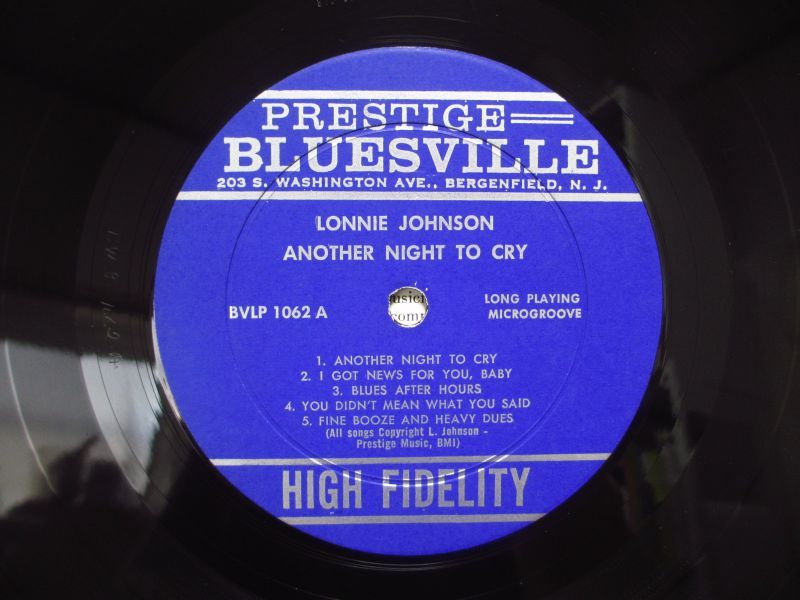 PRESTIGE
BLUESVILLE
203 S. WASHINGTON AVE., BERGENFIELD, N. J.
LONNIE JOHNSON
ANOTHER NIGHT TO CRY
BVLP 1062 A
LONG PLAYING
MICROGROOVE
1. ANOTHER NIGHT TO CRY
2. I GOT NEWS FOR YOU, BABY
3. BLUES AFTER HOURS
4. YOU DIDN'T MEAN WHAT YOU SAID
5. FINE BOOZE AND HEAVY DUES
(All songs Copyright L. Johnson -
Prestige Music, BMI)
HIGH FIDELITY